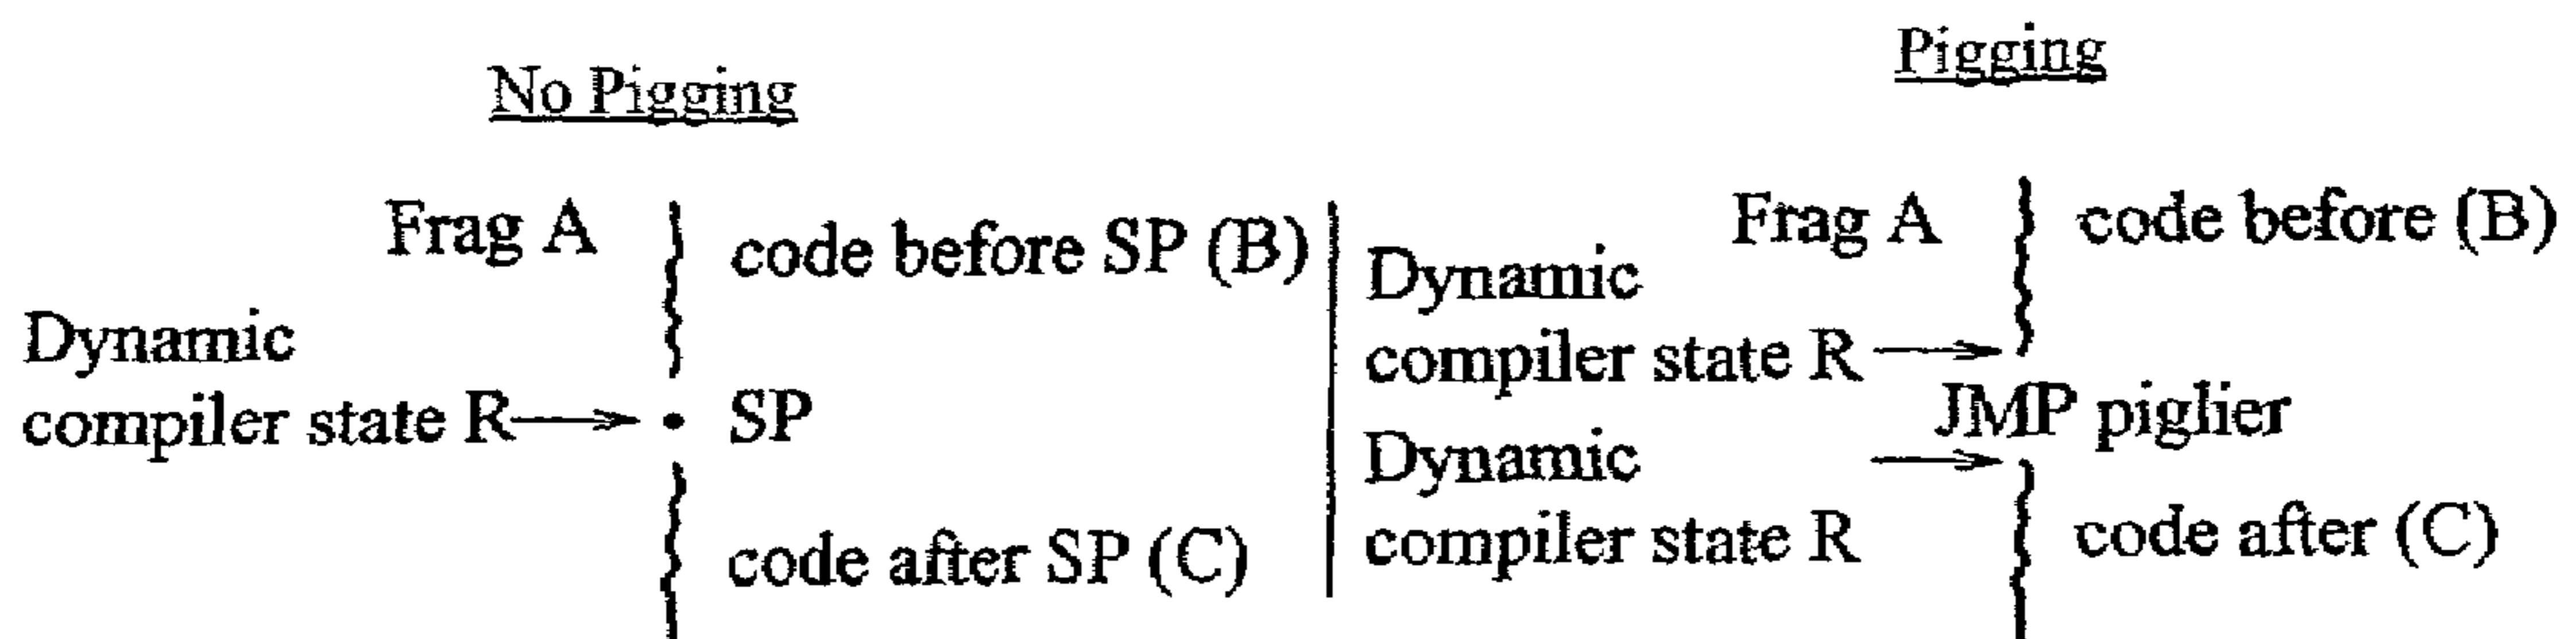 No Pigging
Frag A
code before SP (B)
Dynamic
compiler state R
SP
code after SP (C)
Pigging
Frag A
code before (B)
Dynamic
compiler state R
JMP piglier
Dynamic
compiler state R
code after (C)